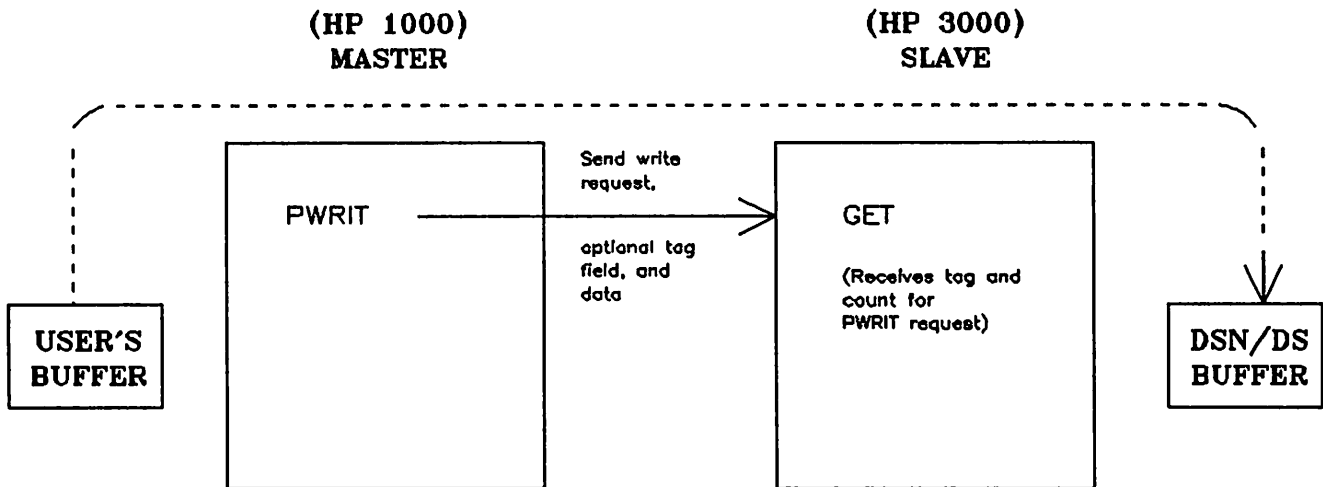 (HP 1000)
MASTER
(HP 3000)
SLAVE
Send write
request,
PWRIT
GET
optional tag
field, and
data
(Receives tag and
count for
PWRIT request)
USER'S
BUFFER
DSN/DS
BUFFER